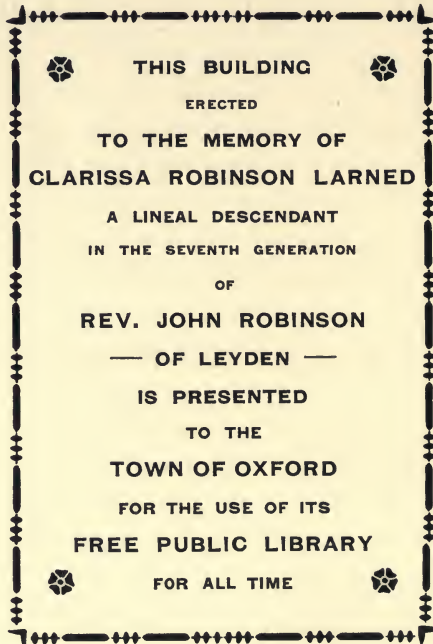 THIS BUILDING
ERECTED
TO THE MEMORY OF
CLARISSA ROBINSON LARNED
A LINEAL DESCENDANT
IN THE SEVENTH GENERATION
OF
REV. JOHN ROBINSON
— OF LEYDEN —
IS PRESENTED
TO THE
TOWN OF OXFORD
FOR THE USE OF ITS
FREE PUBLIC LIBRARY
FOR ALL TIME